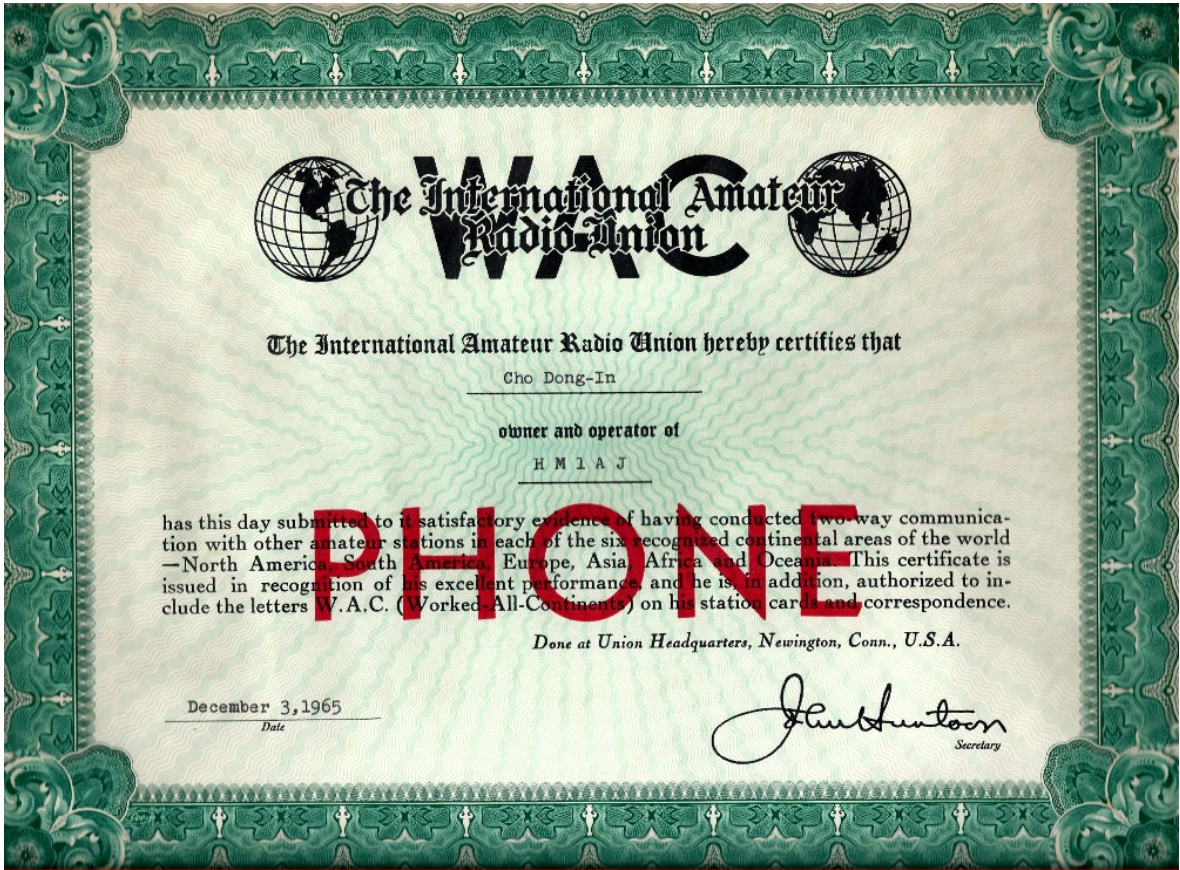 WAC
The International Amateur
Radio Union
The International Amateur Radio Union hereby certifies that
Cho Dong-In
owner and operator of
HM1AJ
PHONE
has this day submitted to it satisfactory evidence of having conducted two-way communica-
tion with other amateur stations in each of the six recognized continental areas of the world
—North America, South America, Europe, Asia, Africa and Oceania. This certificate is
issued in recognition of his excellent performance, and he is, in addition, authorized to in-
clude the letters W.A.C. (Worked-All-Continents) on his station cards and correspondence.
Done at Union Headquarters, Newington, Conn., U.S.A.
December 3,1965
Date
John Huntoon
Secretary